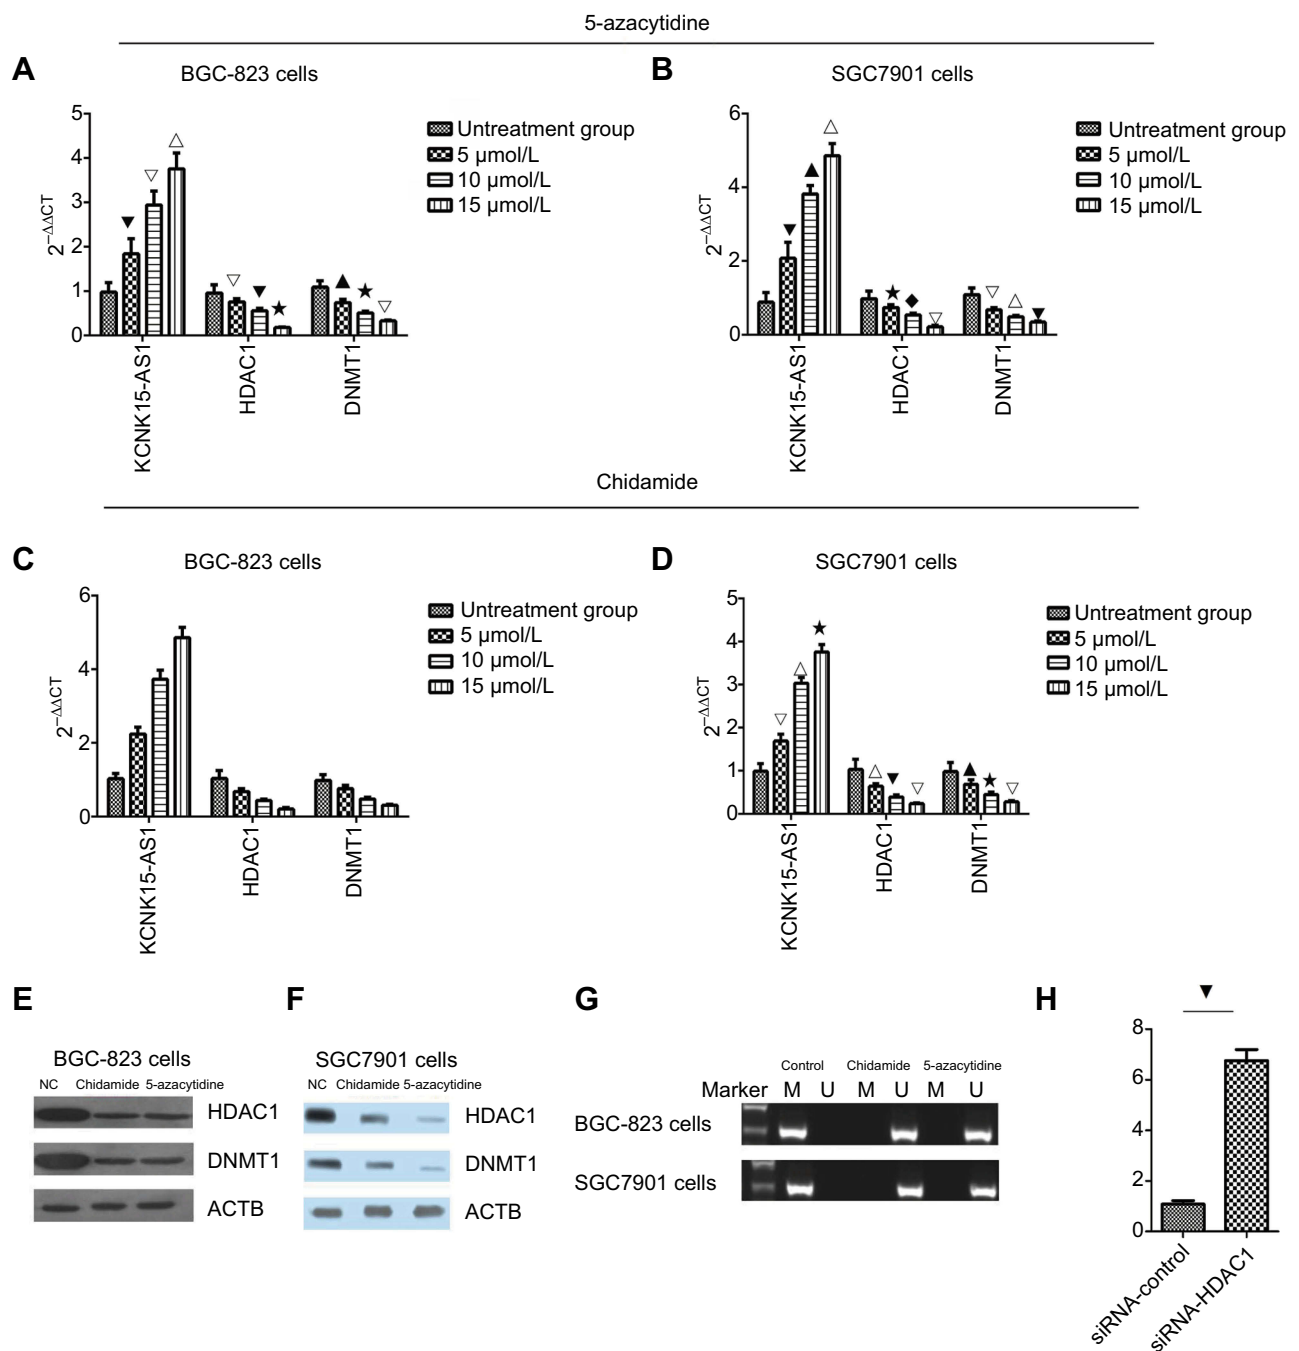 5-azacytidine
A
BGC-823 cells
5
4
3
2
1
0
2⁻ΔΔCT
KCNK15-AS1
HDAC1
DNMT1
Untreatment group
5 µmol/L
10 µmol/L
15 µmol/L
B
SGC7901 cells
6
4
2
0
2⁻ΔΔCT
KCNK15-AS1
HDAC1
DNMT1
Untreatment group
5 µmol/L
10 µmol/L
15 µmol/L
Chidamide
C
BGC-823 cells
6
4
2
0
2⁻ΔΔCT
KCNK15-AS1
HDAC1
DNMT1
Untreatment group
5 µmol/L
10 µmol/L
15 µmol/L
D
SGC7901 cells
5
4
3
2
1
0
2⁻ΔΔCT
KCNK15-AS1
HDAC1
DNMT1
Untreatment group
5 µmol/L
10 µmol/L
15 µmol/L
E
BGC-823 cells
NC Chidamide 5-azacytidine
HDAC1
DNMT1
ACTB
F
SGC7901 cells
NC Chidamide 5-azacytidine
HDAC1
DNMT1
ACTB
G
Control Chidamide 5-azacytidine
Marker M U M U M U
BGC-823 cells
SGC7901 cells
H
8
6
4
2
0
siRNA-control
siRNA-HDAC1